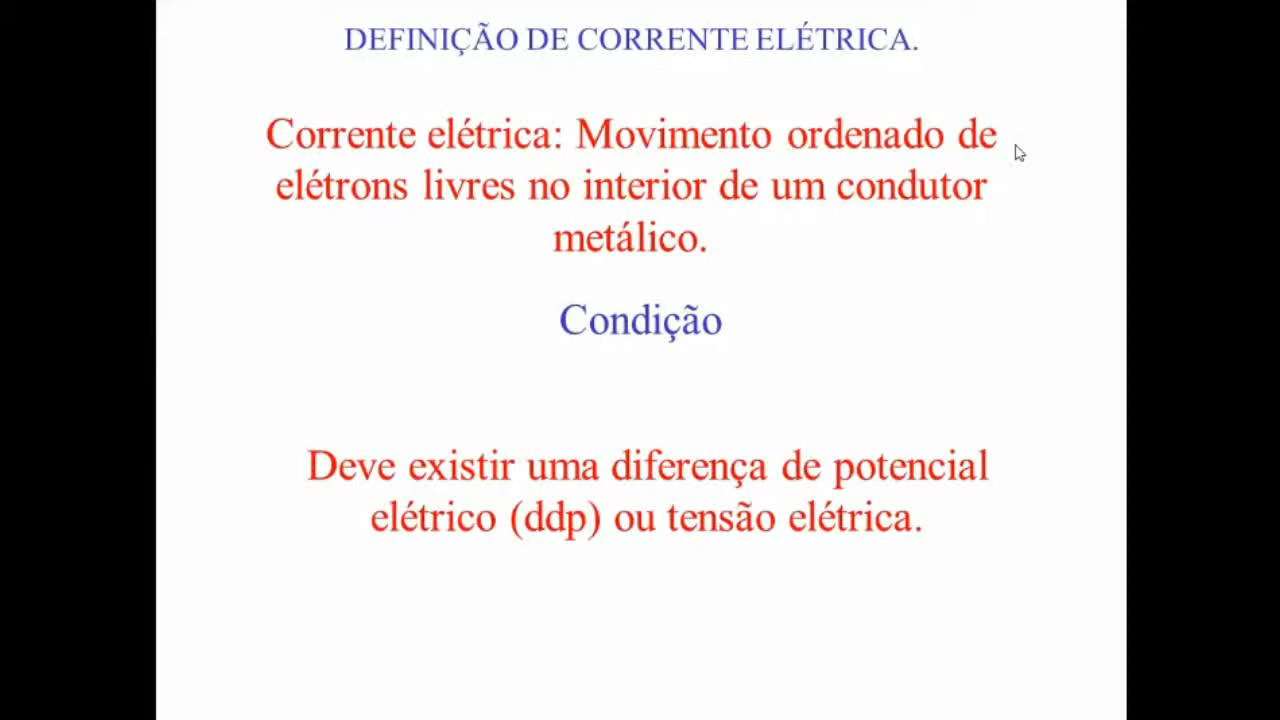 DEFINIÇÃO DE CORRENTE ELÉTRICA.
Corrente elétrica: Movimento ordenado de
elétrons livres no interior de um condutor
metálico.
Condição
Deve existir uma diferença de potencial
elétrico (ddp) ou tensão elétrica.